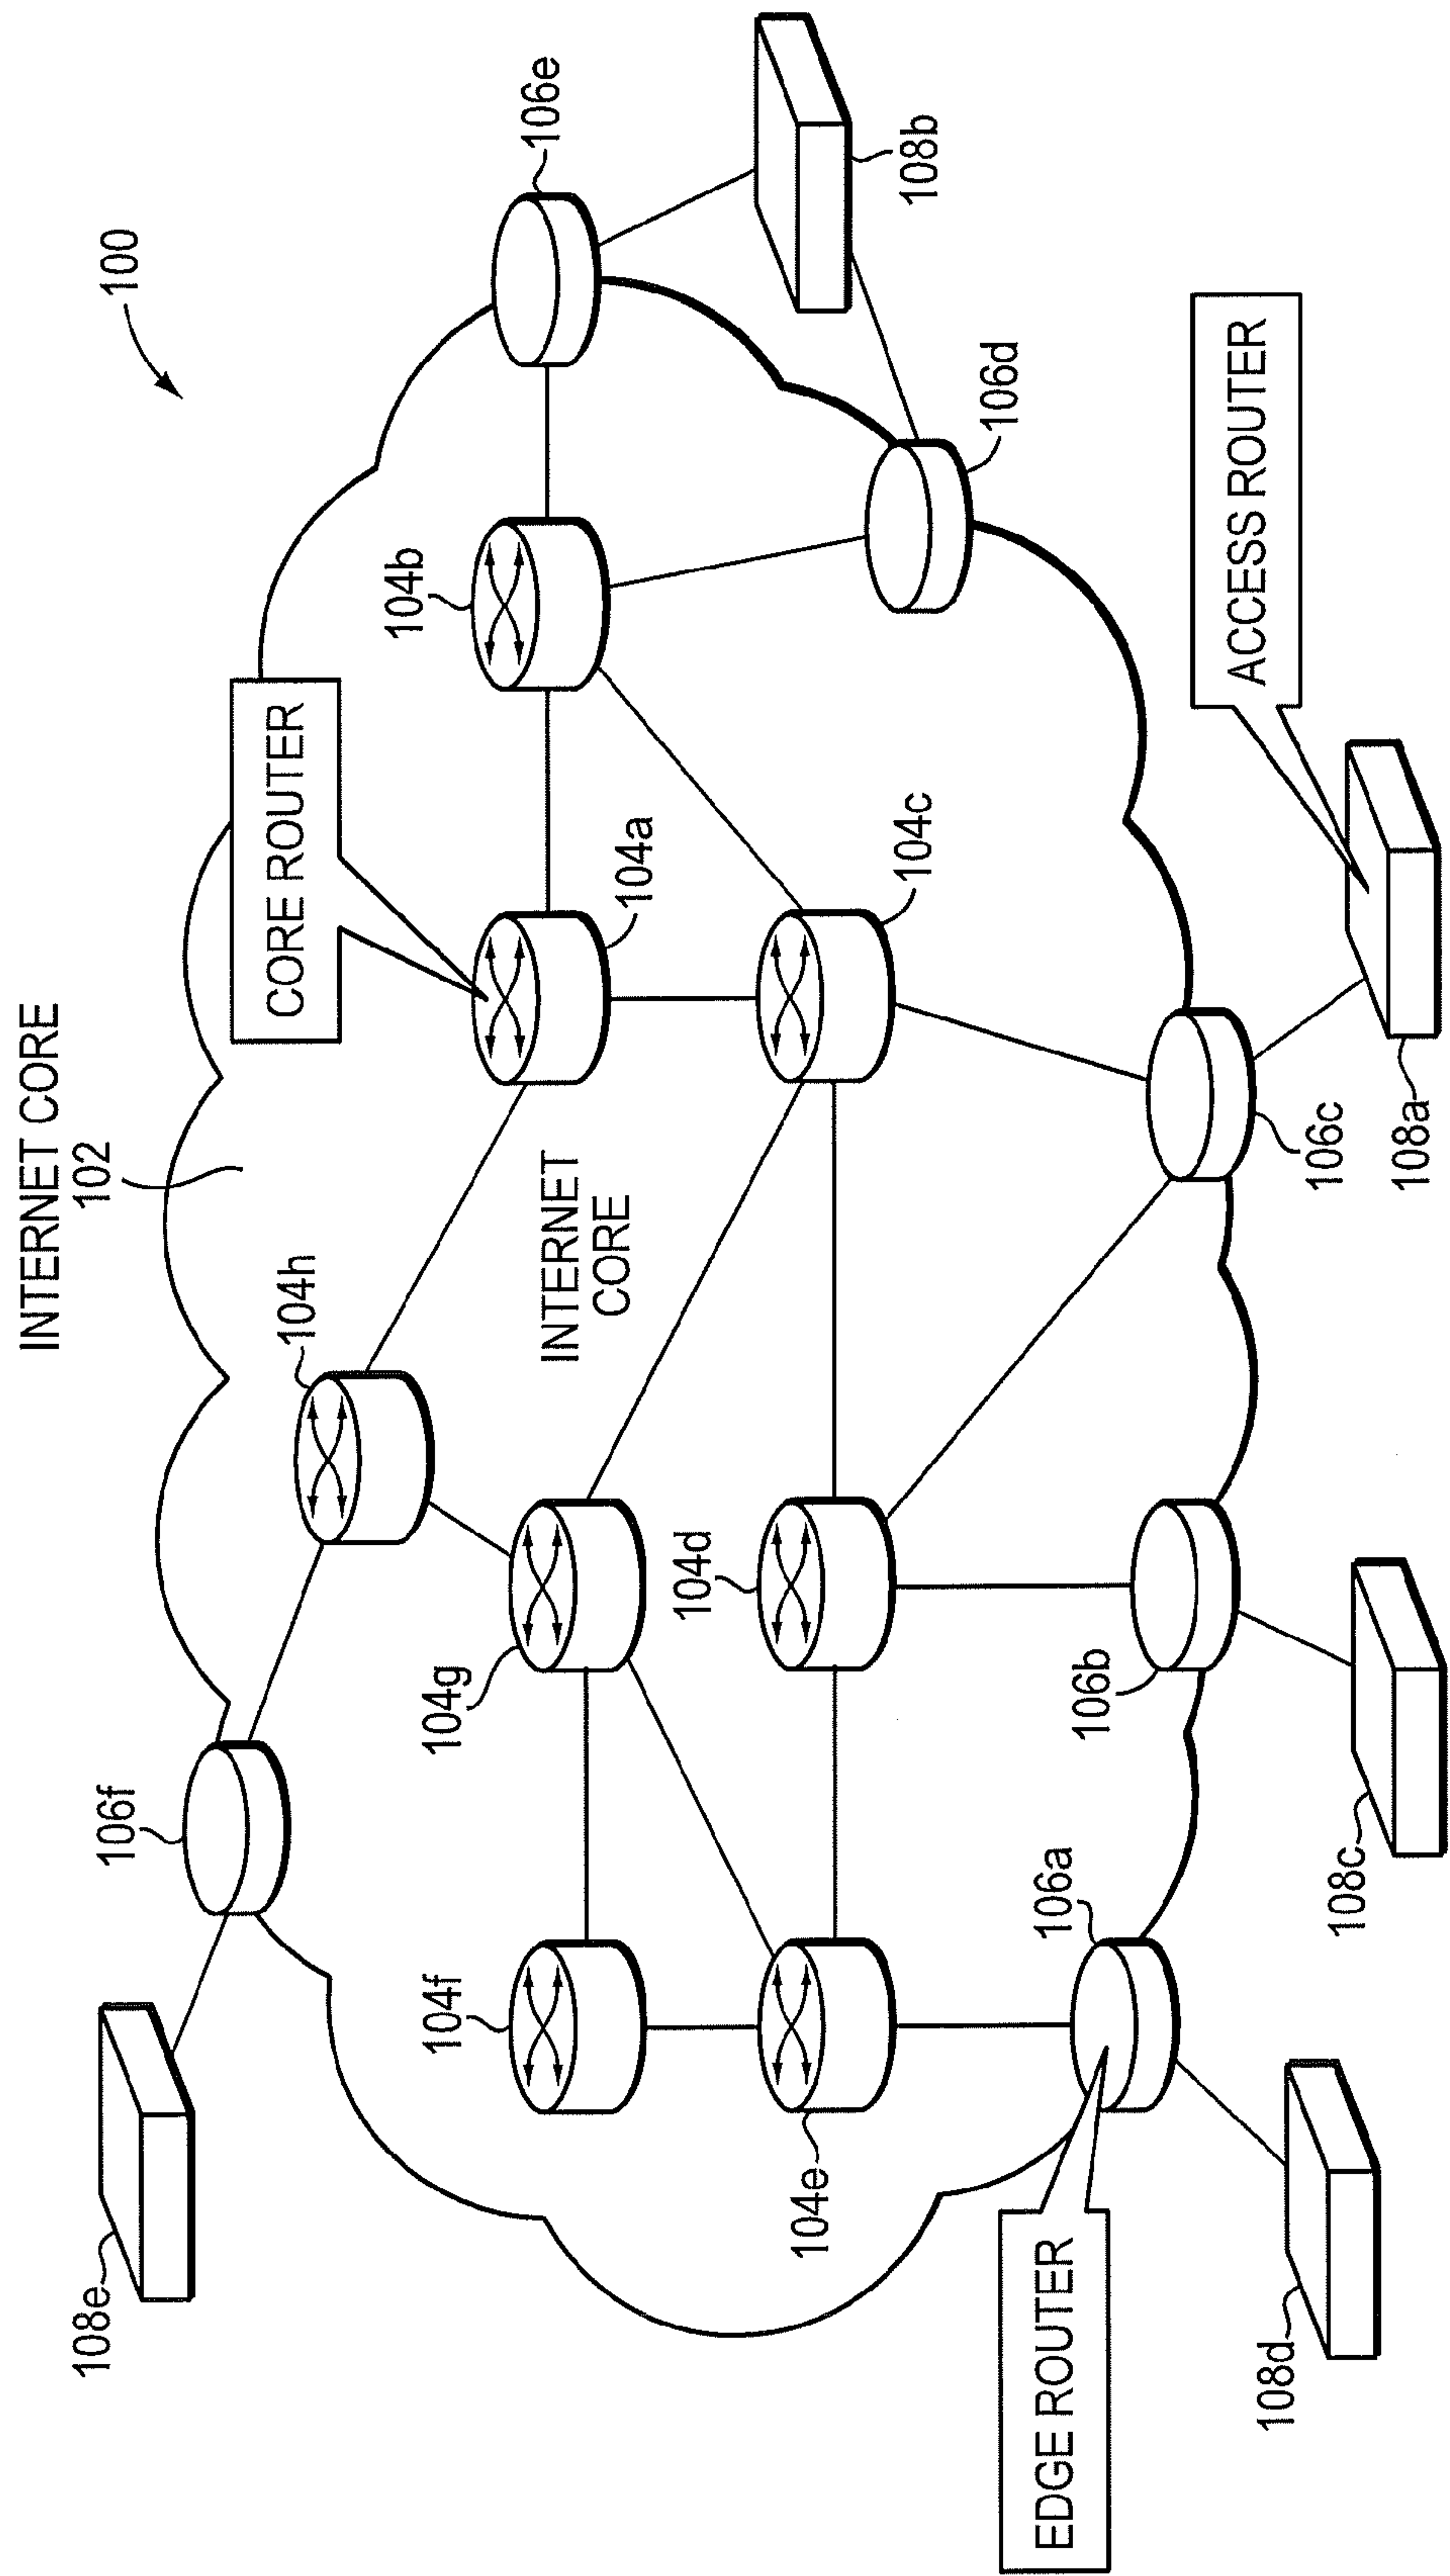 INTERNET CORE
102
100
106f
104h
CORE ROUTER
104b
106e
108e
104f
104g
INTERNET
CORE
104a
108b
104d
104c
106d
104e
106a
106b
106c
ACCESS ROUTER
EDGE ROUTER
108d
108c
108a